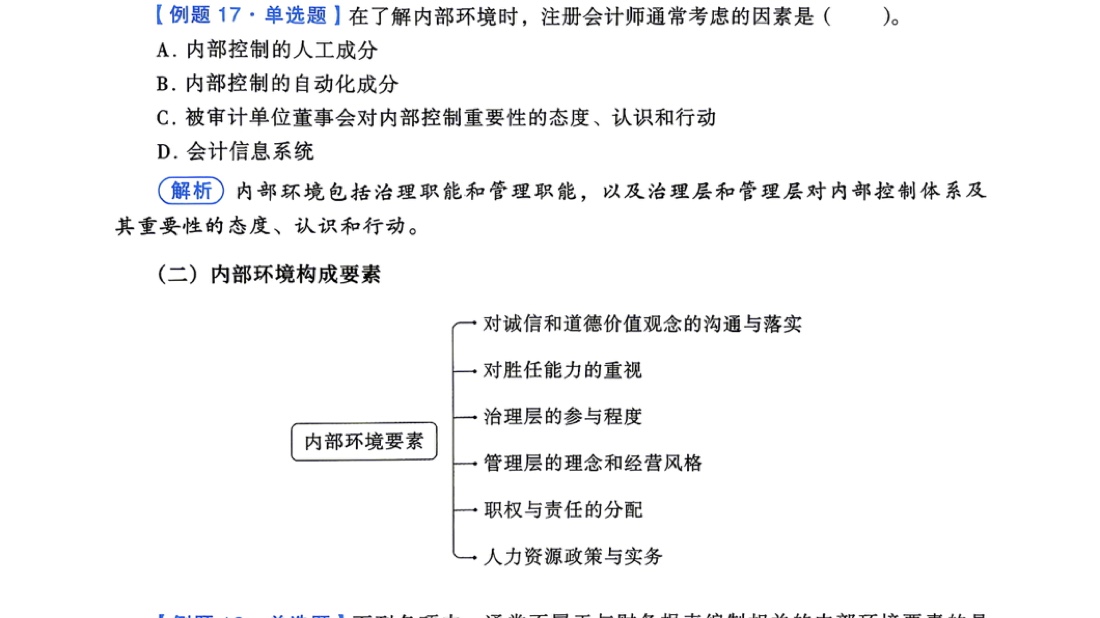 【例题 17·单选题】在了解内部环境时，注册会计师通常考虑的因素是（　　）。
A. 内部控制的人工成分
B. 内部控制的自动化成分
C. 被审计单位董事会对内部控制重要性的态度、认识和行动
D. 会计信息系统
解析 内部环境包括治理职能和管理职能，以及治理层和管理层对内部控制体系及
其重要性的态度、认识和行动。
（二）内部环境构成要素
对诚信和道德价值观念的沟通与落实
对胜任能力的重视
治理层的参与程度
内部环境要素
管理层的理念和经营风格
职权与责任的分配
人力资源政策与实务